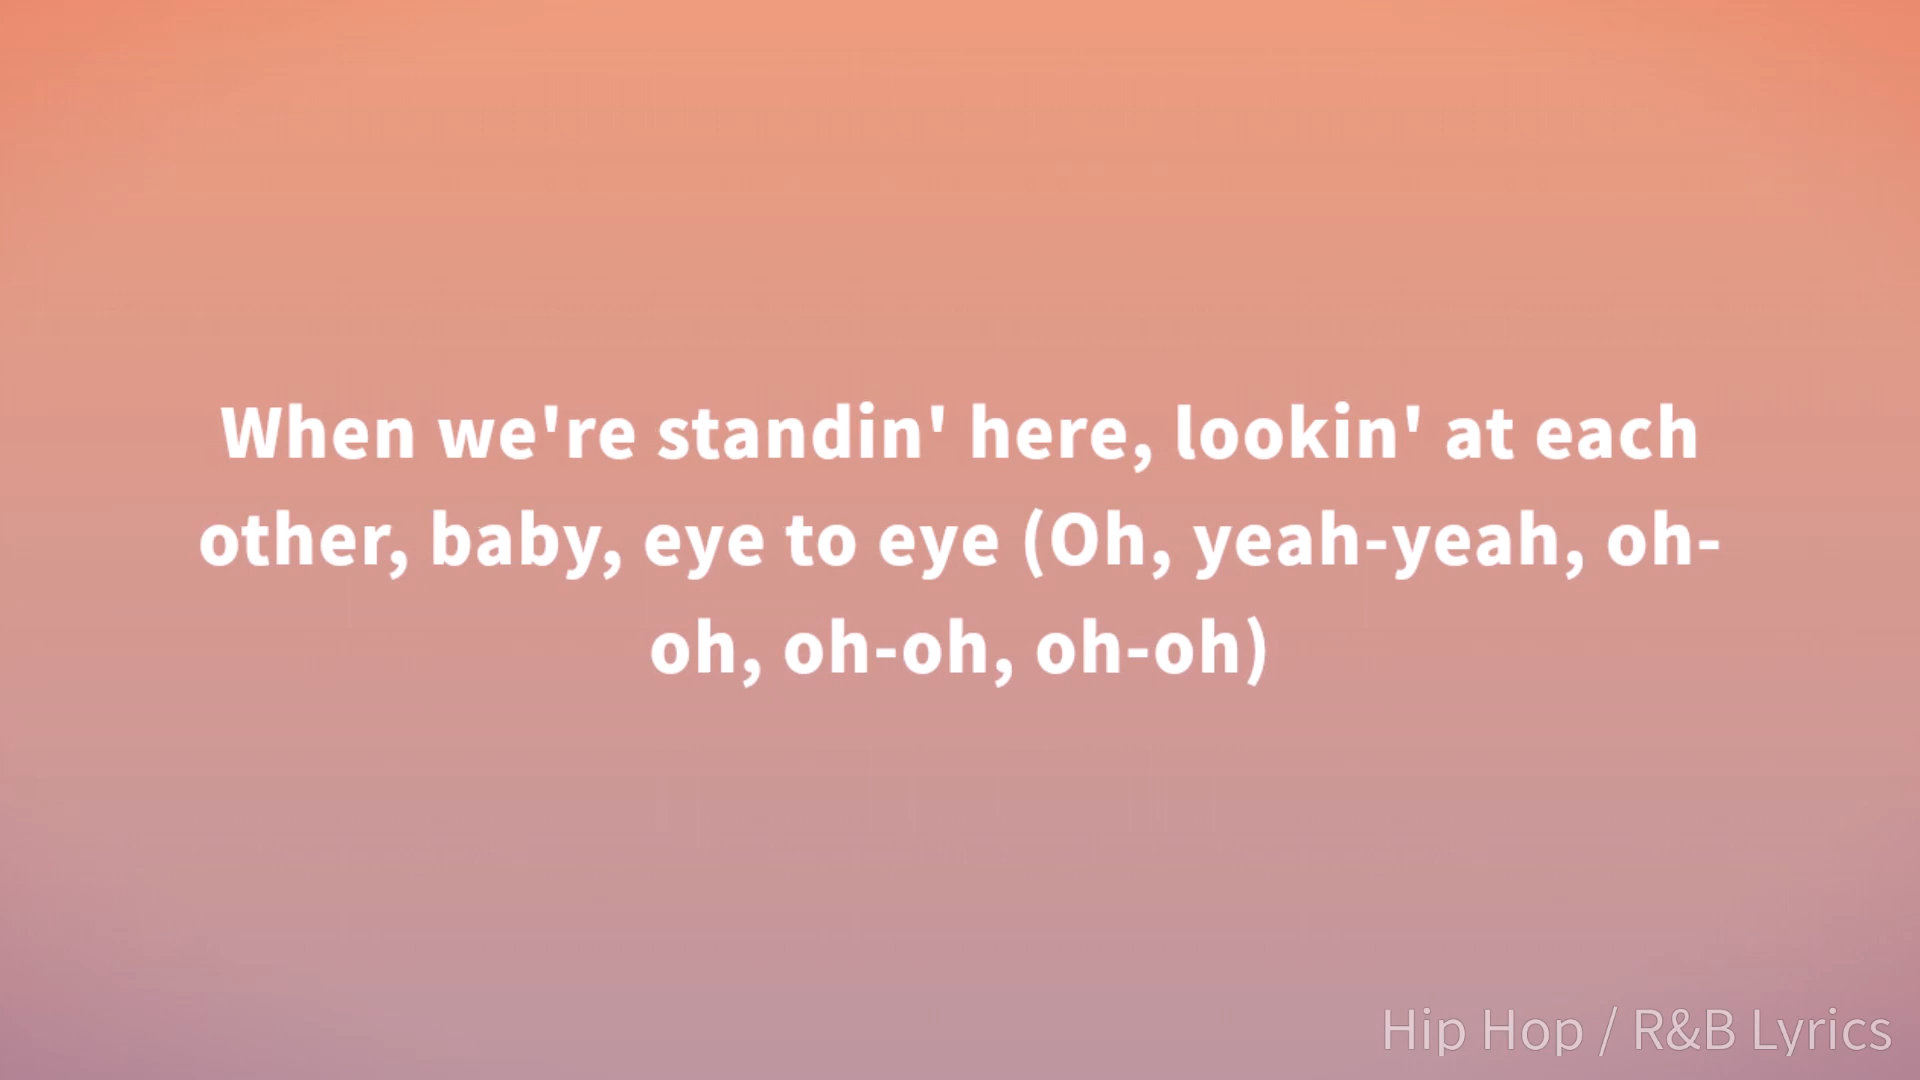 When we're standin' here, lookin' at each
other, baby, eye to eye (Oh, yeah-yeah, oh-
oh, oh-oh, oh-oh)
Hip Hop / R&B Lyrics